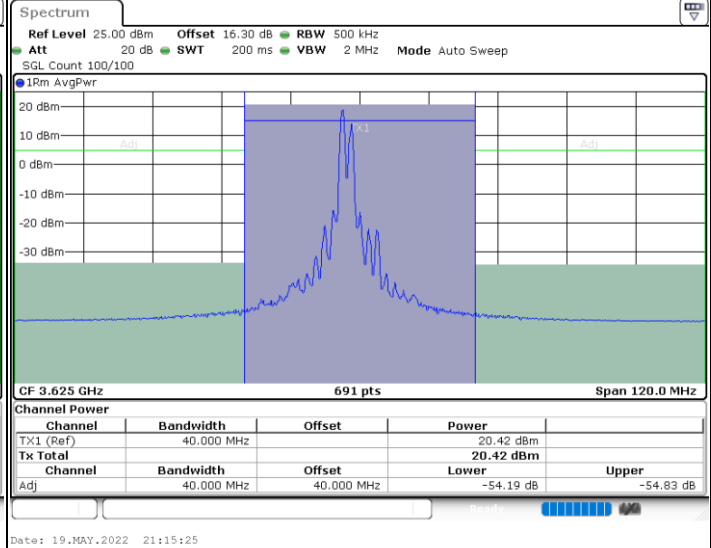 Spectrum
Ref Level 25.00 dBm Offset 16.30 dB RBW 500 kHz
Att 20 dB SWT 200 ms VBW 2 MHz Mode Auto Sweep
SGL Count 100/100
1Rm AvgPwr
20 dBm
TX1
10 dBm
Adj Adj
0 dBm
-10 dBm
-20 dBm
-30 dBm
CF 3.625 GHz 691 pts Span 120.0 MHz
Channel Power
Channel Bandwidth Offset Power
TX1 (Ref) 40.000 MHz 20.42 dBm
Tx Total 20.42 dBm
Channel Bandwidth Offset Lower Upper
Adj 40.000 MHz 40.000 MHz -54.19 dB -54.83 dB
Ready
Date: 19.MAY.2022 21:15:25